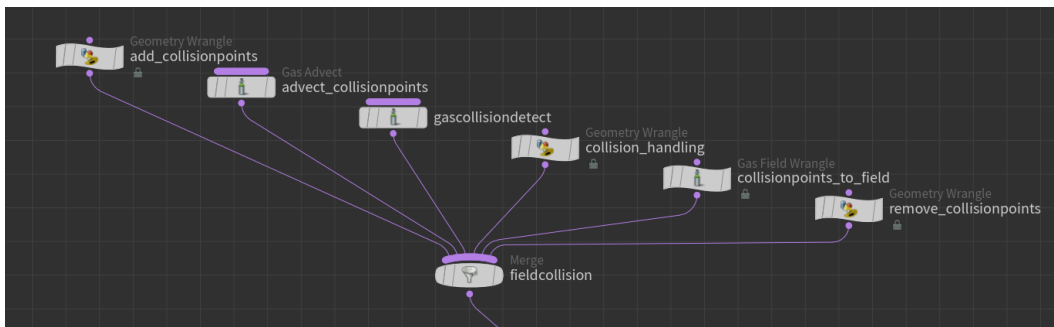 Geometry Wrangle
add_collisionpoints
Gas Advect
advect_collisionpoints
gascollisiondetect
Geometry Wrangle
collision_handling
Gas Field Wrangle
collisionpoints_to_field
Geometry Wrangle
remove_collisionpoints
Merge
fieldcollision